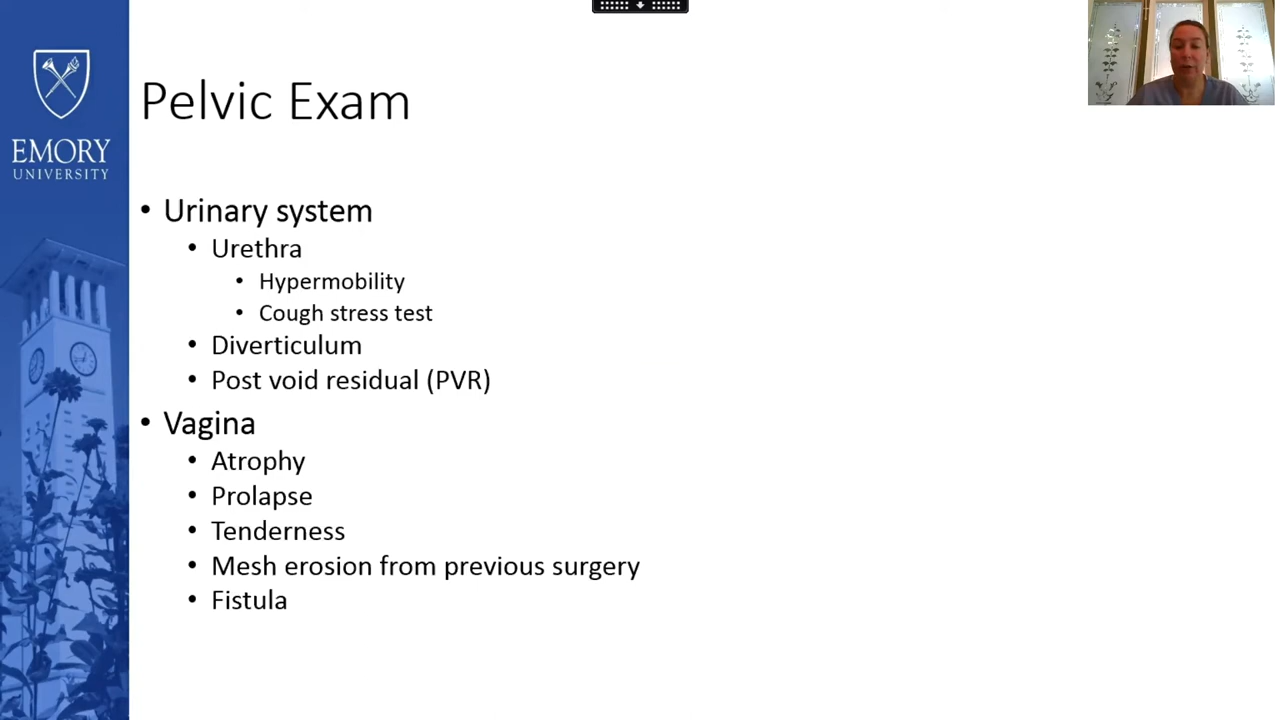 EMORY
UNIVERSITY
Pelvic Exam
• Urinary system
• Urethra
• Hypermobility
• Cough stress test
• Diverticulum
• Post void residual (PVR)
• Vagina
• Atrophy
• Prolapse
• Tenderness
• Mesh erosion from previous surgery
• Fistula